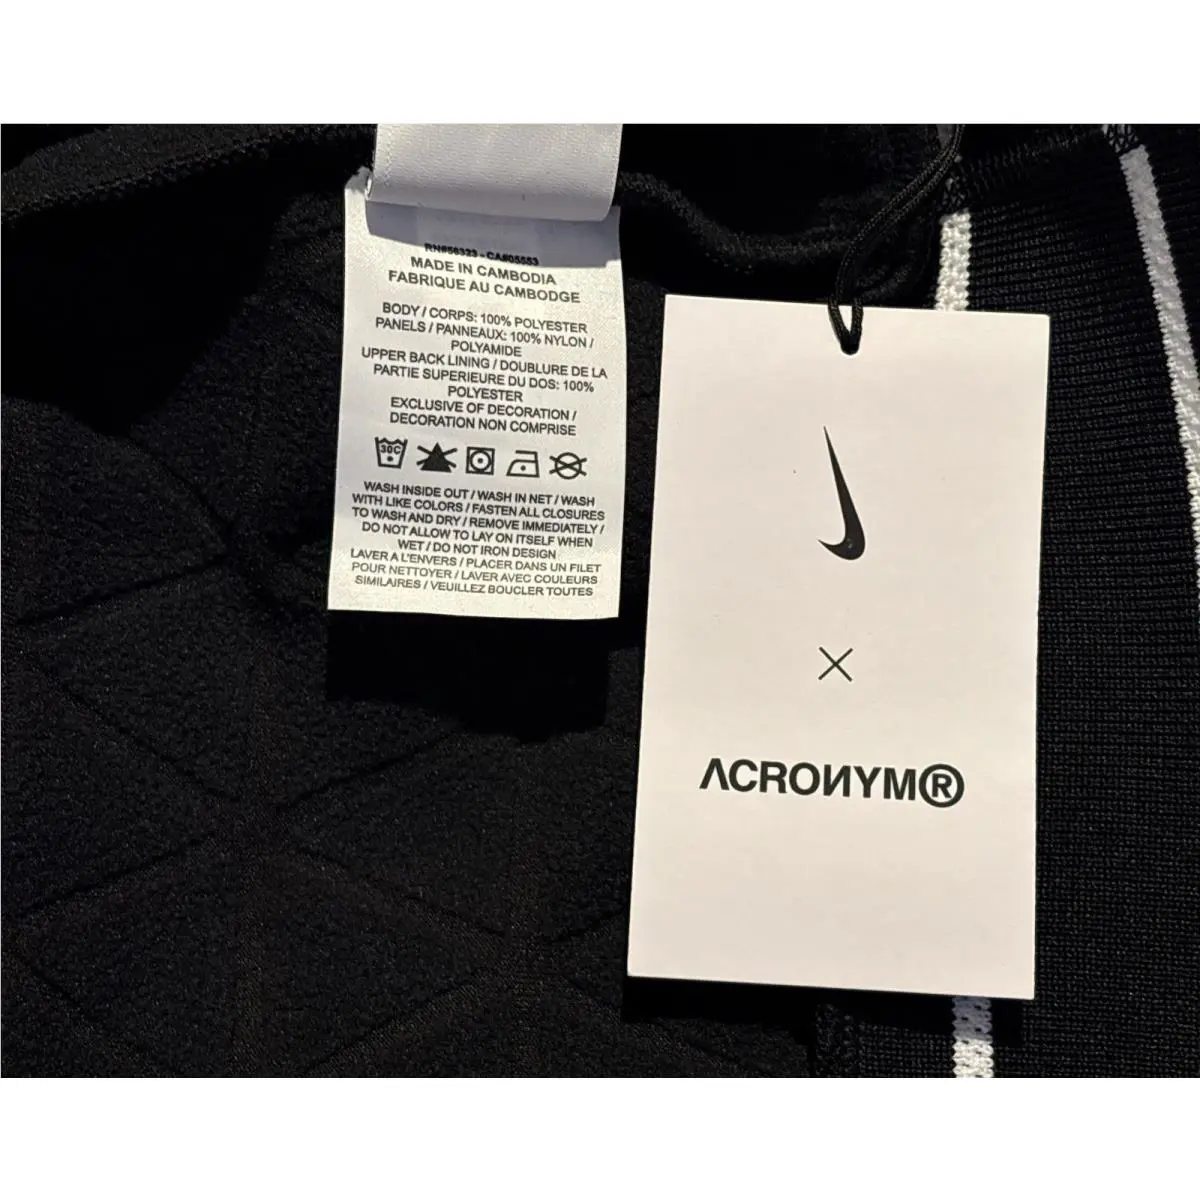 RN#56323 - CA#05553
MADE IN CAMBODIA
FABRIQUE AU CAMBODGE
BODY / CORPS: 100% POLYESTER
PANELS / PANNEAUX: 100% NYLON /
POLYAMIDE
UPPER BACK LINING / DOUBLURE DE LA
PARTIE SUPERIEURE DU DOS: 100%
POLYESTER
EXCLUSIVE OF DECORATION /
DECORATION NON COMPRISE
30C
WASH INSIDE OUT / WASH IN NET / WASH
WITH LIKE COLORS / FASTEN ALL CLOSURES
TO WASH AND DRY / REMOVE IMMEDIATELY /
DO NOT ALLOW TO LAY ON ITSELF WHEN
WET / DO NOT IRON DESIGN
LAVER A L'ENVERS / PLACER DANS UN FILET
POUR NETTOYER / LAVER AVEC COULEURS
SIMILAIRES / VEUILLEZ BOUCLER TOUTES
×
ΛCROИYM®